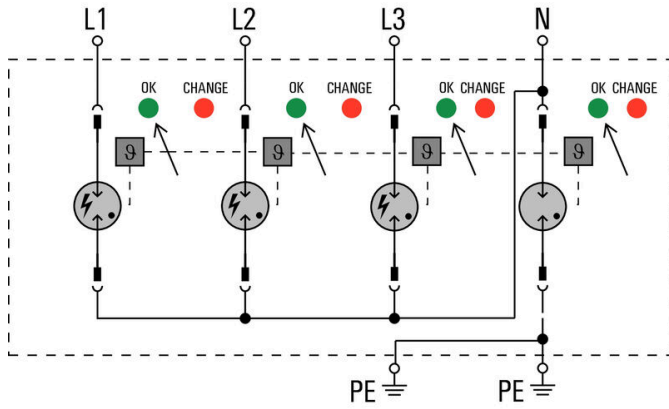 L1 L2 L3 N
OK CHANGE OK CHANGE OK CHANGE OK CHANGE
ϑ ϑ ϑ ϑ
PE PE